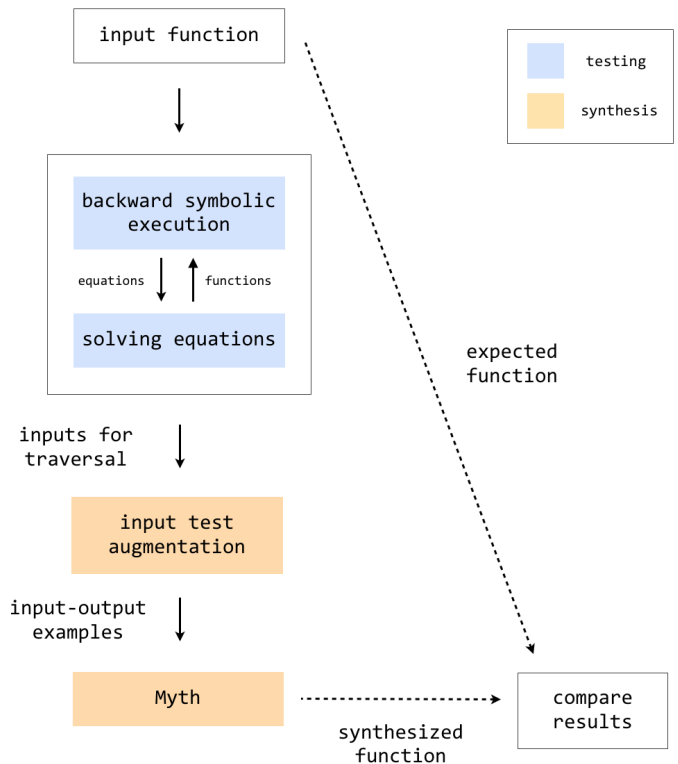 input function
testing
synthesis
backward symbolic
execution
equations
functions
solving equations
expected
function
inputs for
traversal
input test
augmentation
input-output
examples
Myth
compare
results
synthesized
function